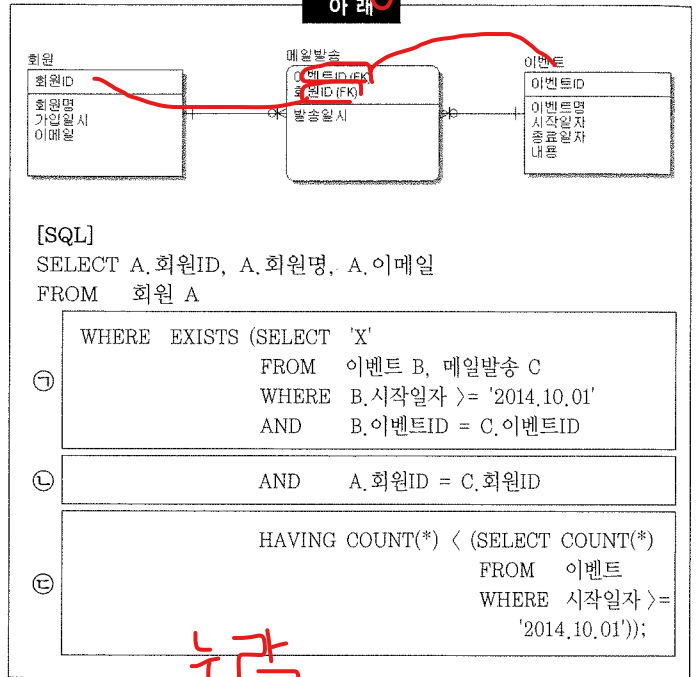 아 래
회원
회원ID
회원명
가입일시
이메일
메일발송
이벤트ID (FK)
회원ID (FK)
발송일시
이벤트
이벤트ID
이벤트명
시작일자
종료일자
내용
[SQL]
SELECT A.회원ID, A.회원명, A.이메일
FROM 회원 A
㉠
WHERE EXISTS (SELECT 'X'
FROM 이벤트 B, 메일발송 C
WHERE B.시작일자 >= '2014.10.01'
AND B.이벤트ID = C.이벤트ID
㉡
AND A.회원ID = C.회원ID
㉢
HAVING COUNT(*) < (SELECT COUNT(*)
FROM 이벤트
WHERE 시작일자 >=
'2014.10.01'));